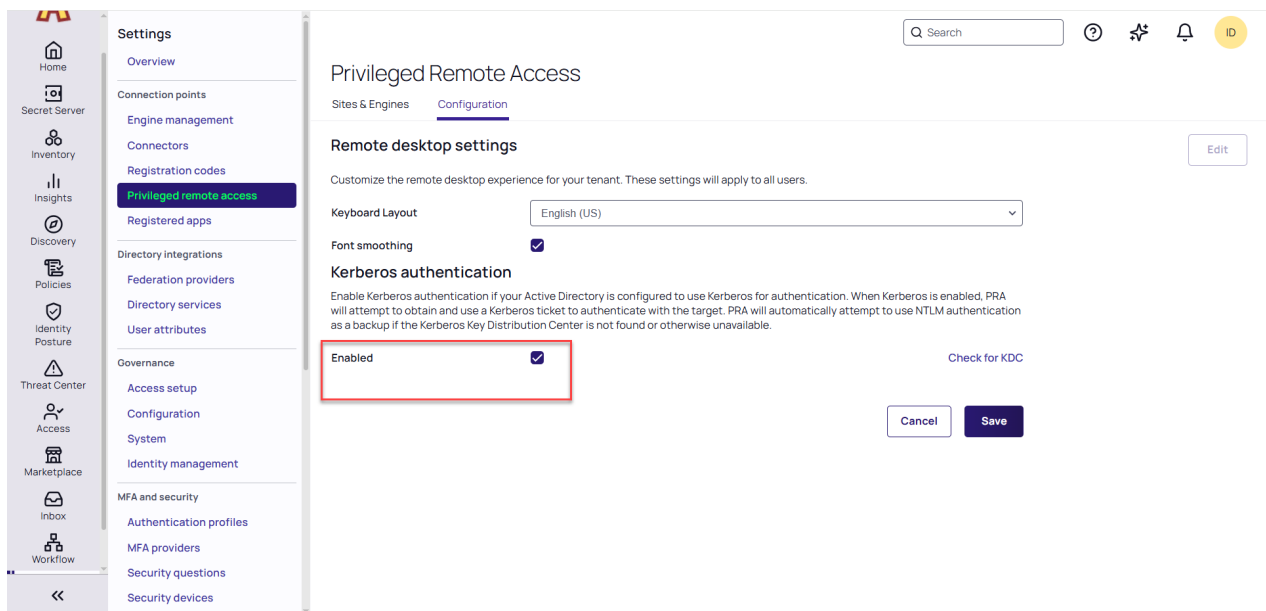 Home
Secret Server
Inventory
Insights
Discovery
Policies
Identity
Posture
Threat Center
Access
Marketplace
Inbox
Workflow
Settings
Overview
Connection points
Engine management
Connectors
Registration codes
Privileged remote access
Registered apps
Directory integrations
Federation providers
Directory services
User attributes
Governance
Access setup
Configuration
System
Identity management
MFA and security
Authentication profiles
MFA providers
Security questions
Security devices
Search
ID
Privileged Remote Access
Sites & Engines Configuration
Remote desktop settings
Edit
Customize the remote desktop experience for your tenant. These settings will apply to all users.
Keyboard Layout English (US)
Font smoothing
Kerberos authentication
Enable Kerberos authentication if your Active Directory is configured to use Kerberos for authentication. When Kerberos is enabled, PRA
will attempt to obtain and use a Kerberos ticket to authenticate with the target. PRA will automatically attempt to use NTLM authentication
as a backup if the Kerberos Key Distribution Center is not found or otherwise unavailable.
Enabled Check for KDC
Cancel Save